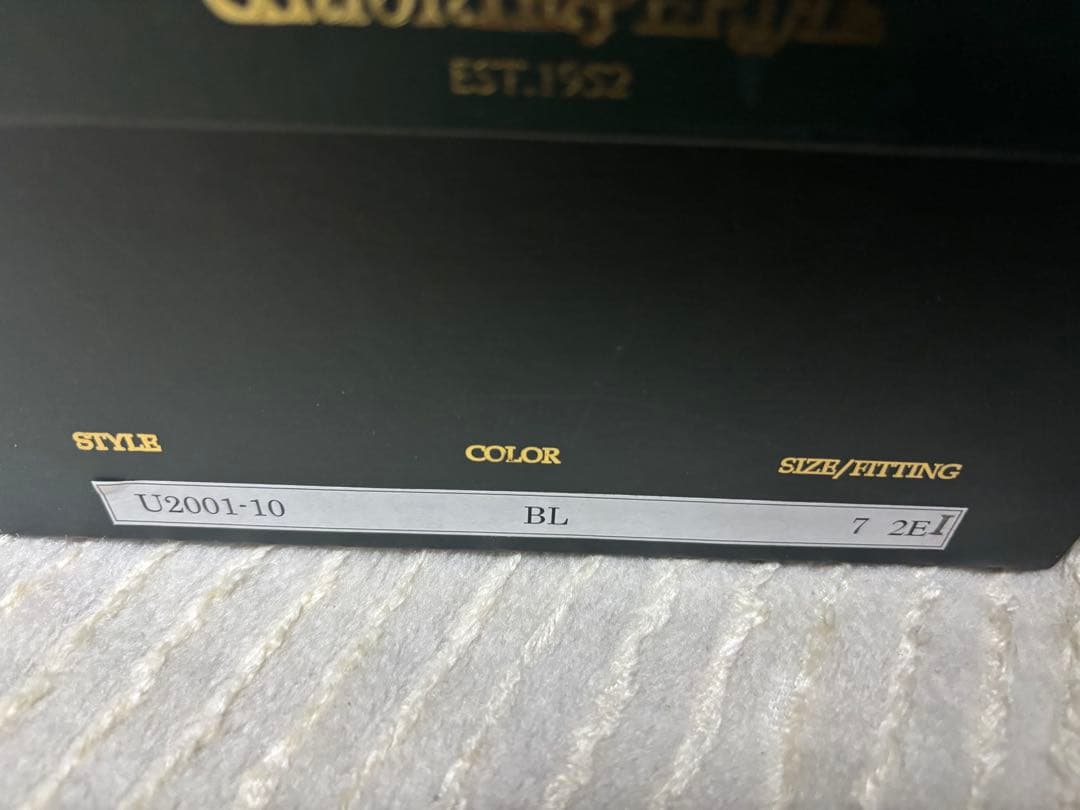 EST.1952
STYLE COLOR SIZE/FITTING
U2001-10 BL 7 2E I